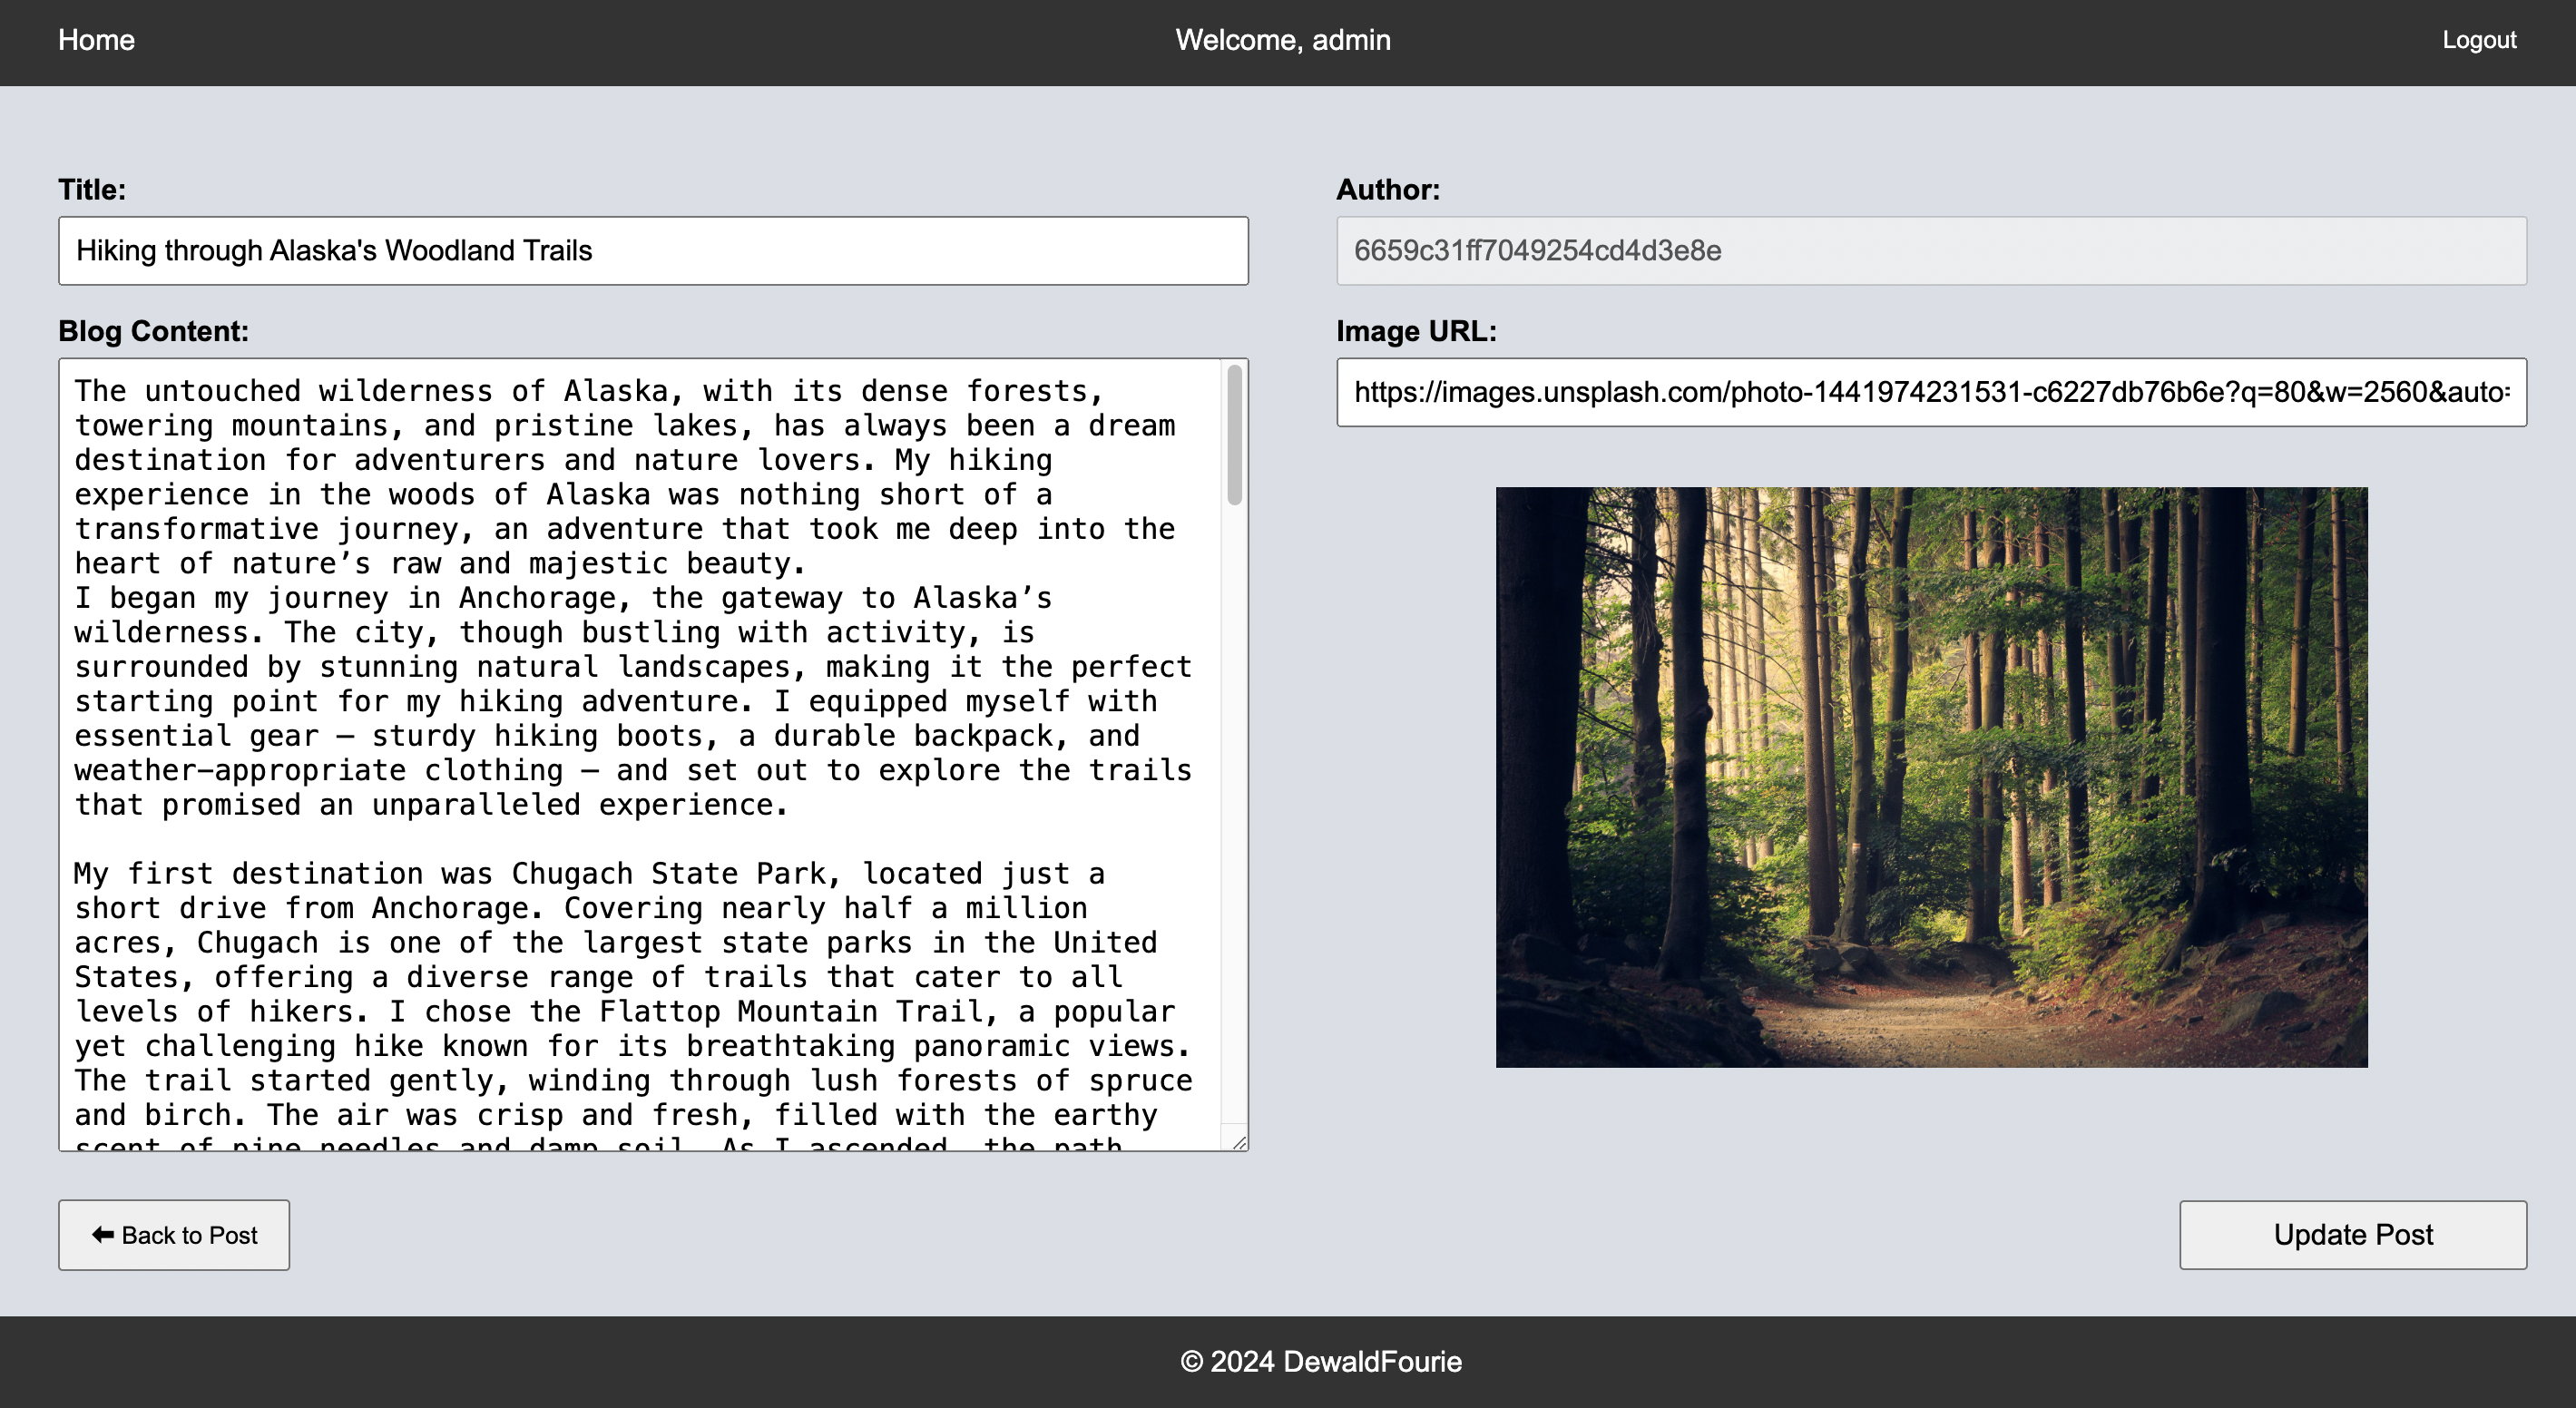 Home
Welcome, admin
Logout
Title:
Hiking through Alaska's Woodland Trails
Author:
6659c31ff7049254cd4d3e8e
Blog Content:
The untouched wilderness of Alaska, with its dense forests,
towering mountains, and pristine lakes, has always been a dream
destination for adventurers and nature lovers. My hiking
experience in the woods of Alaska was nothing short of a
transformative journey, an adventure that took me deep into the
heart of nature’s raw and majestic beauty.
I began my journey in Anchorage, the gateway to Alaska’s
wilderness. The city, though bustling with activity, is
surrounded by stunning natural landscapes, making it the perfect
starting point for my hiking adventure. I equipped myself with
essential gear – sturdy hiking boots, a durable backpack, and
weather-appropriate clothing – and set out to explore the trails
that promised an unparalleled experience.
My first destination was Chugach State Park, located just a
short drive from Anchorage. Covering nearly half a million
acres, Chugach is one of the largest state parks in the United
States, offering a diverse range of trails that cater to all
levels of hikers. I chose the Flattop Mountain Trail, a popular
yet challenging hike known for its breathtaking panoramic views.
The trail started gently, winding through lush forests of spruce
and birch. The air was crisp and fresh, filled with the earthy
scent of pine needles and damp soil. As I ascended, the path
Image URL:
https://images.unsplash.com/photo-1441974231531-c6227db76b6e?q=80&w=2560&auto=
⬅ Back to Post
Update Post
© 2024 DewaldFourie